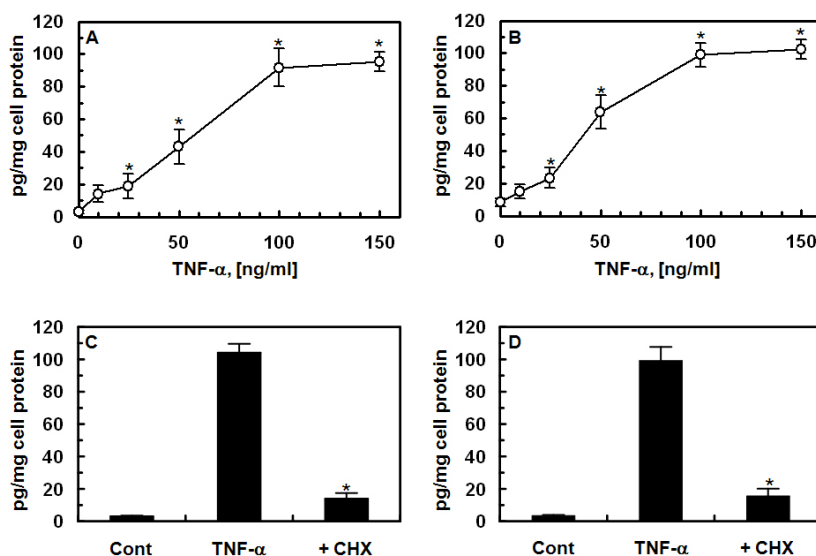 A
pg/mg cell protein
120
100
80
60
40
20
0
* * * *
0 50 100 150
TNF-α, [ng/ml]
B
pg/mg cell protein
120
100
80
60
40
20
0
* * * *
0 50 100 150
TNF-α, [ng/ml]
C
pg/mg cell protein
120
100
80
60
40
20
0
*
Cont TNF-α + CHX
D
pg/mg cell protein
120
100
80
60
40
20
0
*
Cont TNF-α + CHX